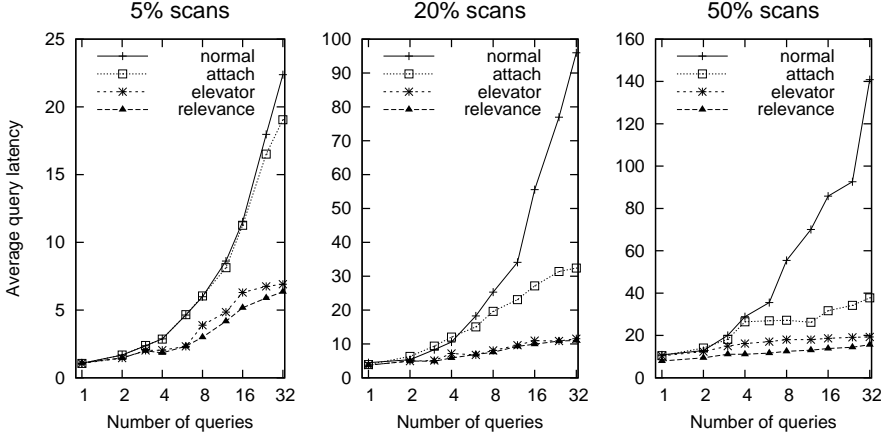 5% scans
20% scans
50% scans
Average query latency
25
20
15
10
5
0
normal
attach
elevator
relevance
1
2
4
8
16
32
Number of queries
100
90
80
70
60
50
40
30
20
10
0
normal
attach
elevator
relevance
1
2
4
8
16
32
Number of queries
160
140
120
100
80
60
40
20
0
normal
attach
elevator
relevance
1
2
4
8
16
32
Number of queries